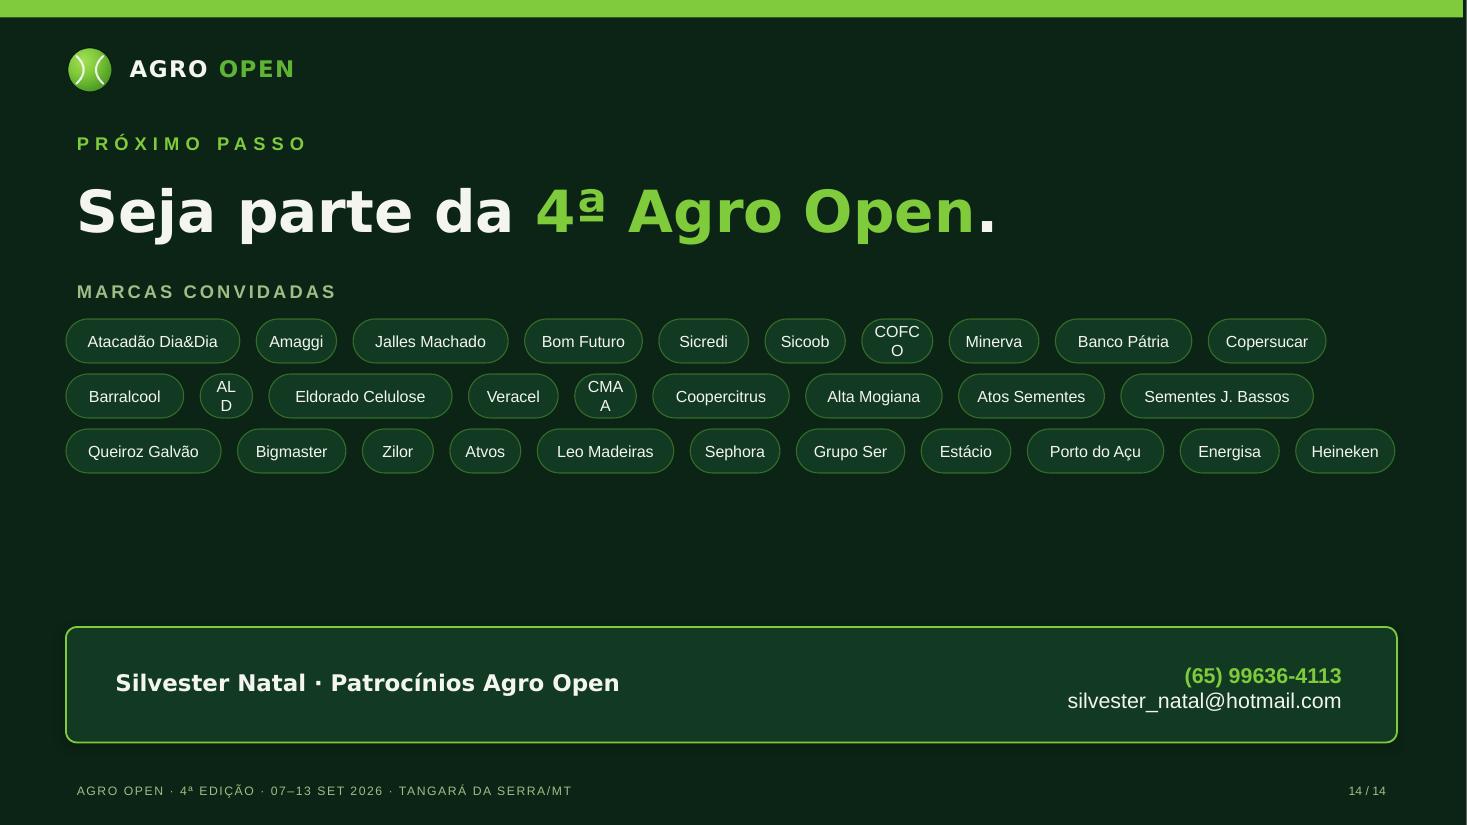 AGRO OPEN
PRÓXIMO PASSO
Seja parte da 4ª Agro Open.
MARCAS CONVIDADAS
Atacadão Dia&Dia Amaggi Jalles Machado Bom Futuro Sicredi Sicoob COFCO Minerva Banco Pátria Copersucar
Barralcool ALD Eldorado Celulose Veracel CMAA Coopercitrus Alta Mogiana Atos Sementes Sementes J. Bassos
Queiroz Galvão Bigmaster Zilor Atvos Leo Madeiras Sephora Grupo Ser Estácio Porto do Açu Energisa Heineken
Silvester Natal · Patrocínios Agro Open
(65) 99636-4113
silvester_natal@hotmail.com
AGRO OPEN · 4ª EDIÇÃO · 07–13 SET 2026 · TANGARÁ DA SERRA/MT
14 / 14